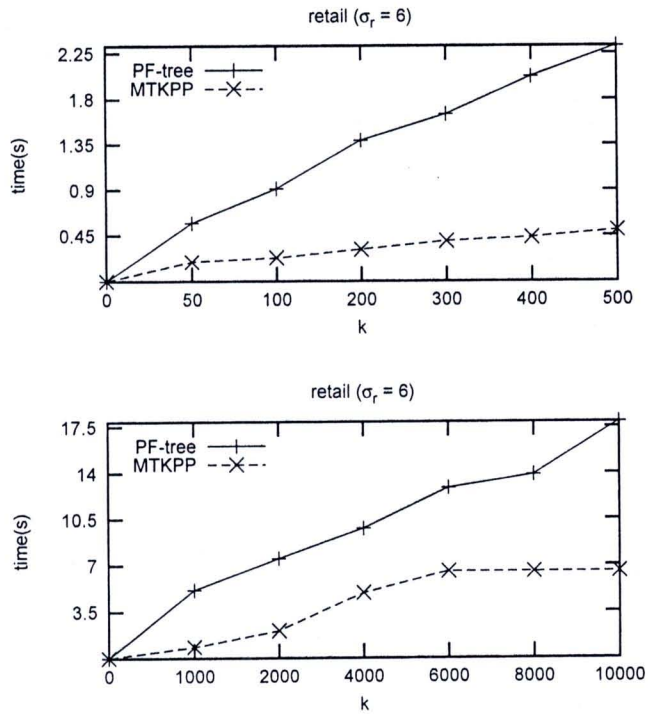 retail (σr = 6)
PF-tree
MTKPP
2.25
1.8
1.35
0.9
0.45
time(s)
0 50 100 200 300 400 500
k
retail (σr = 6)
PF-tree
MTKPP
17.5
14
10.5
7
3.5
time(s)
0 1000 2000 4000 6000 8000 10000
k